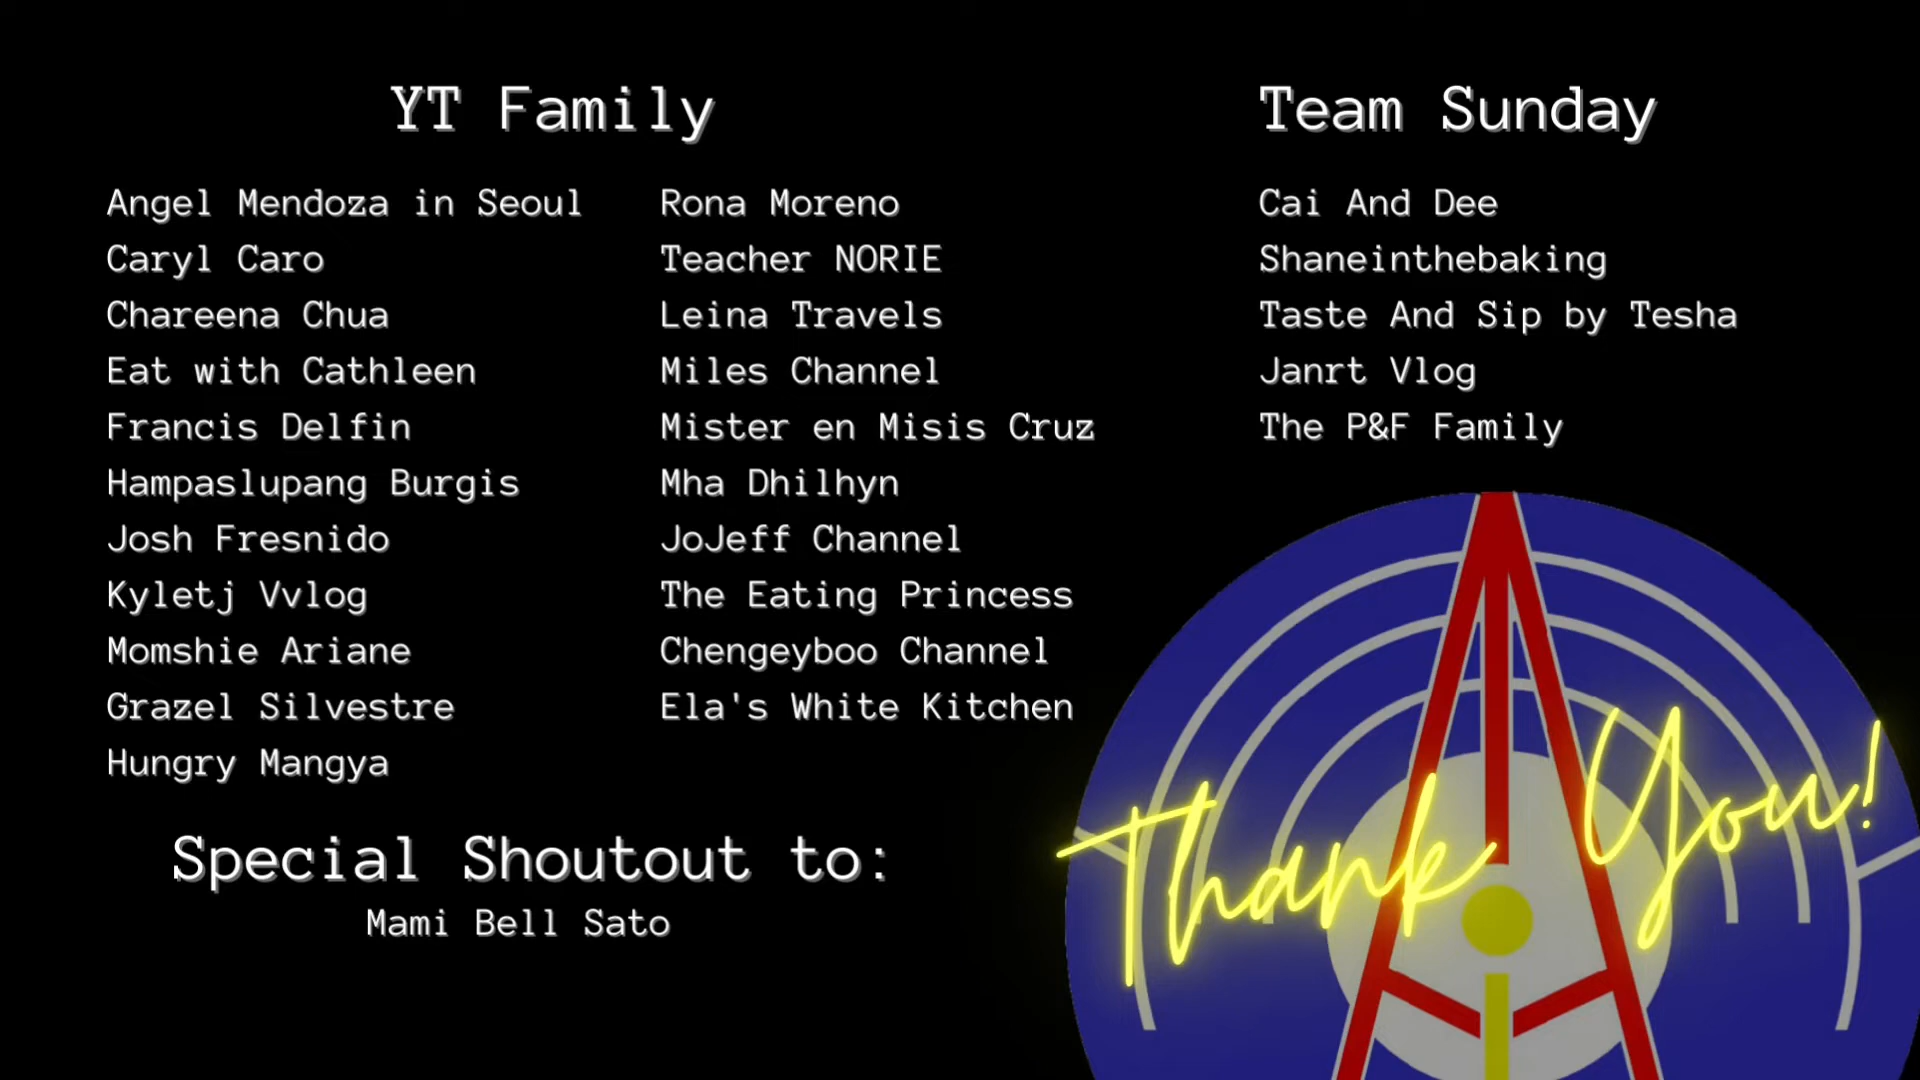 YT Family
Angel Mendoza in Seoul
Caryl Caro
Chareena Chua
Eat with Cathleen
Francis Delfin
Hampaslupang Burgis
Josh Fresnido
Kyletj Vvlog
Momshie Ariane
Grazel Silvestre
Hungry Mangya
Rona Moreno
Teacher NORIE
Leina Travels
Miles Channel
Mister en Misis Cruz
Mha Dhilhyn
JoJeff Channel
The Eating Princess
Chengeyboo Channel
Ela's White Kitchen
Team Sunday
Cai And Dee
Shaneinthebaking
Taste And Sip by Tesha
Janrt Vlog
The P&F Family
Special Shoutout to:
Mami Bell Sato
Thank You!